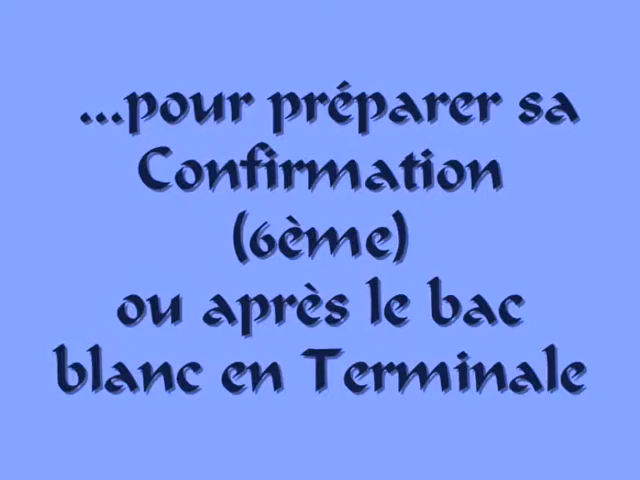 ...pour préparer sa
Confirmation
(6ème)
ou après le bac
blanc en Terminale